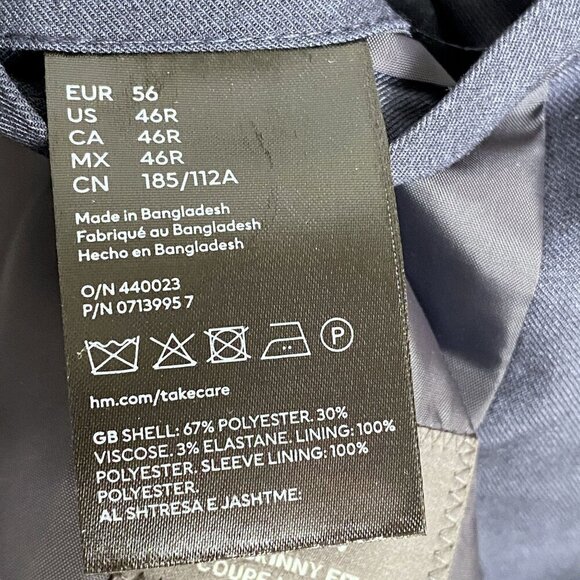 EUR 56
US 46R
CA 46R
MX 46R
CN 185/112A
Made in Bangladesh
Fabriqué au Bangladesh
Hecho en Bangladesh
O/N 440023
P/N 0713995 7
P
hm.com/takecare
GB SHELL: 67% POLYESTER. 30%
VISCOSE. 3% ELASTANE. LINING: 100%
POLYESTER. SLEEVE LINING: 100%
POLYESTER.
AL SHTRESA E JASHTME:
COUPE